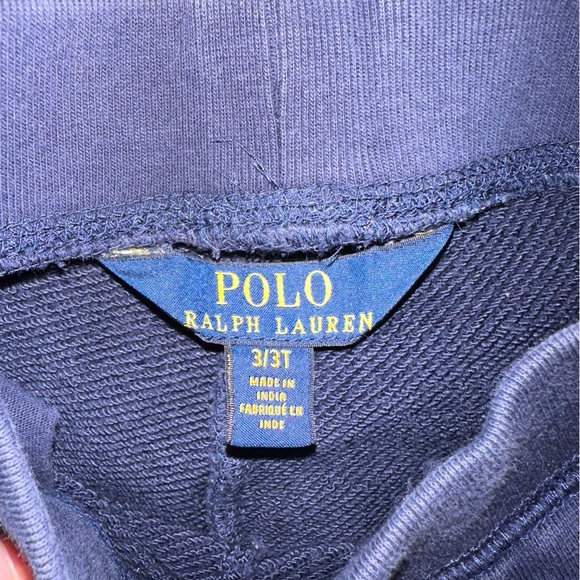 POLO
RALPH LAUREN
3/3T
MADE IN
INDIA
FABRIQUÉ EN
INDE